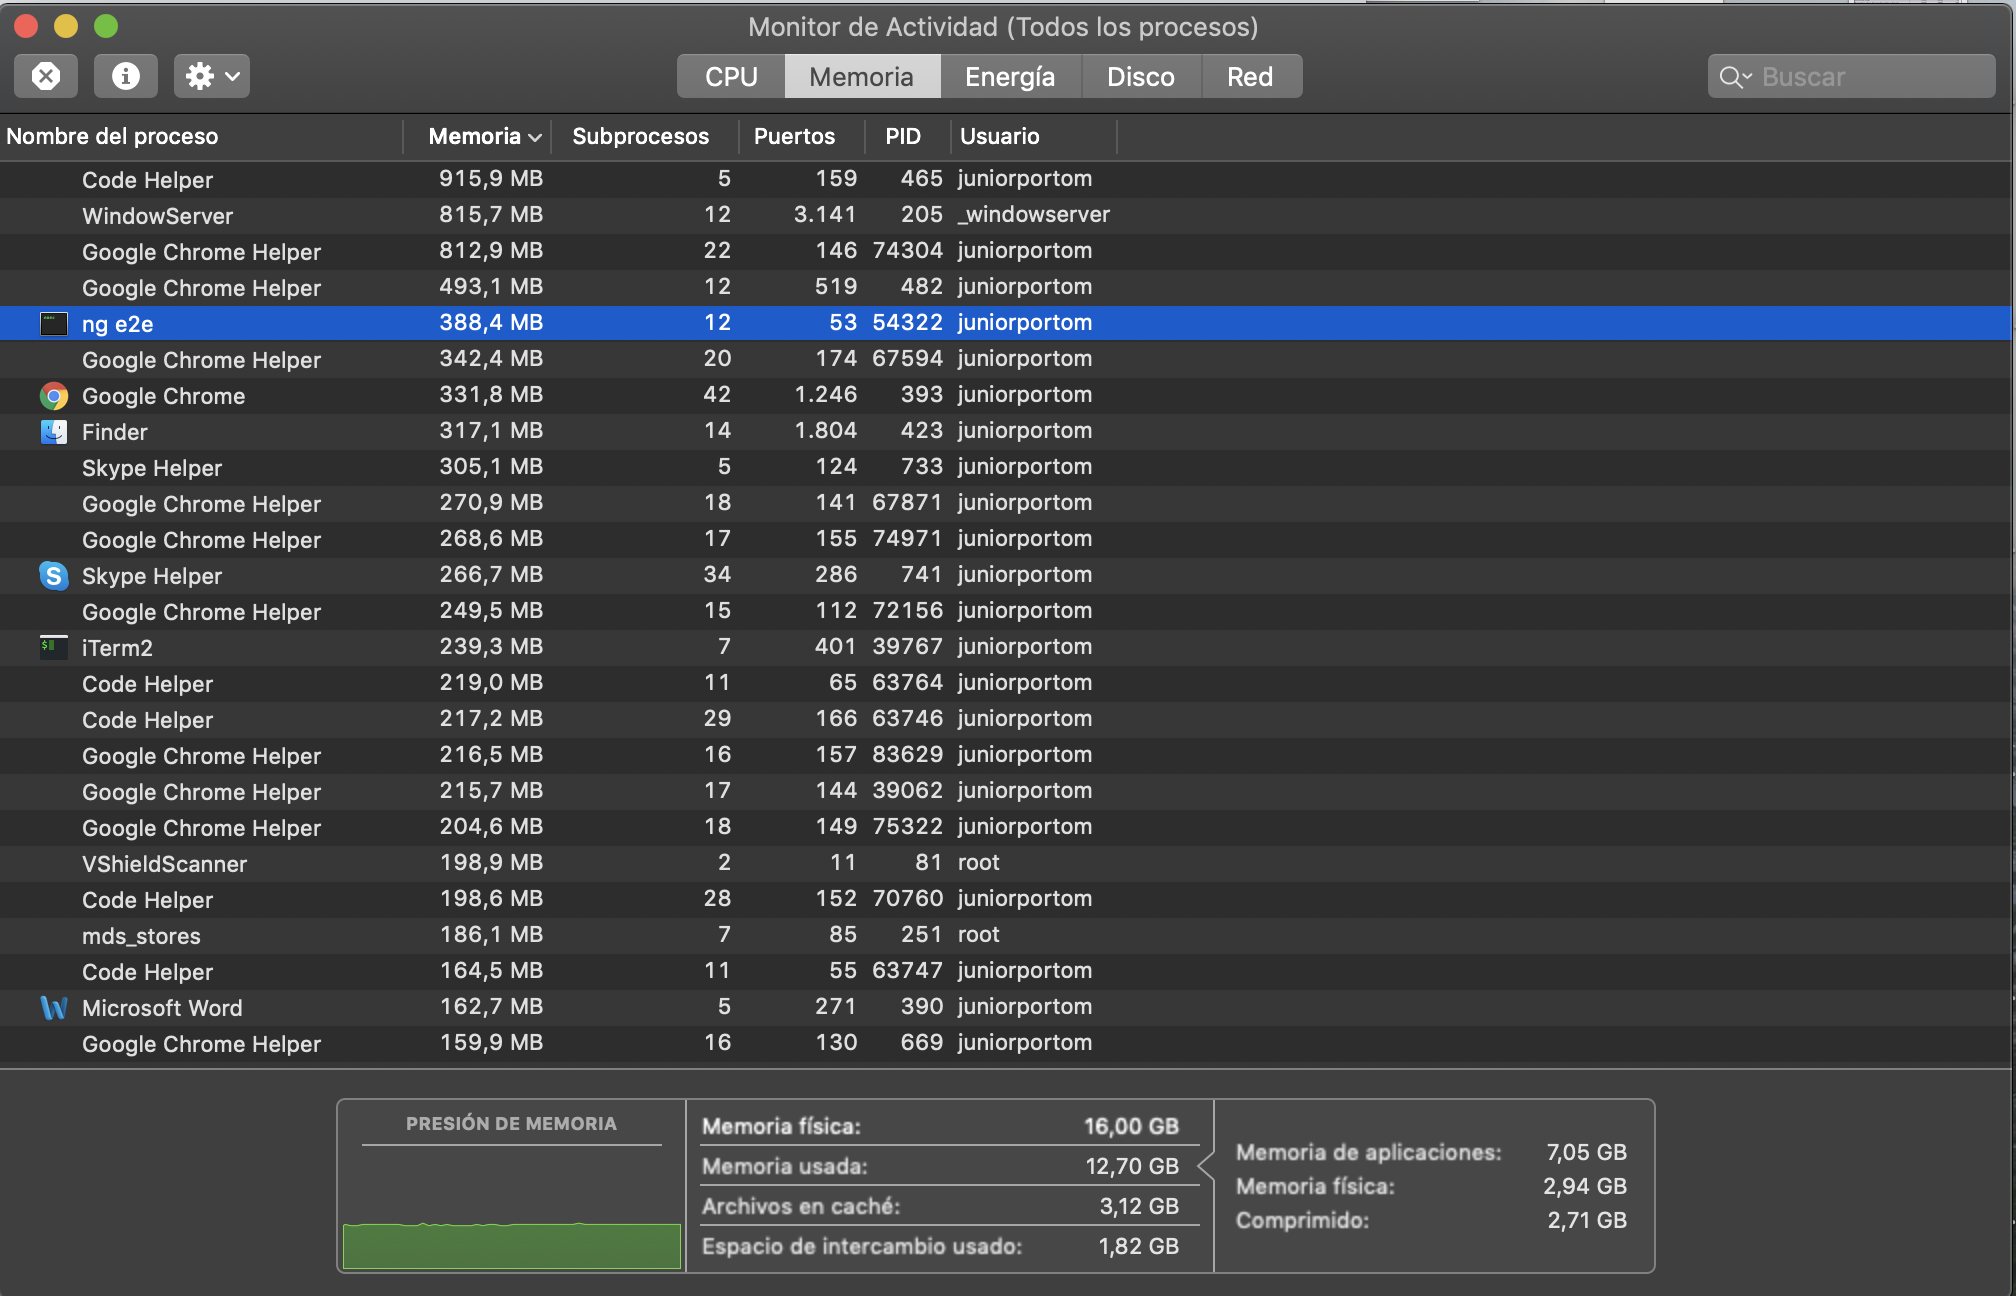 Monitor de Actividad (Todos los procesos)
CPU Memoria Energía Disco Red Buscar
Nombre del proceso Memoria Subprocesos Puertos PID Usuario
Code Helper 915,9 MB 5 159 465 juniorportom
WindowServer 815,7 MB 12 3.141 205 _windowserver
Google Chrome Helper 812,9 MB 22 146 74304 juniorportom
Google Chrome Helper 493,1 MB 12 519 482 juniorportom
ng e2e 388,4 MB 12 53 54322 juniorportom
Google Chrome Helper 342,4 MB 20 174 67594 juniorportom
Google Chrome 331,8 MB 42 1.246 393 juniorportom
Finder 317,1 MB 14 1.804 423 juniorportom
Skype Helper 305,1 MB 5 124 733 juniorportom
Google Chrome Helper 270,9 MB 18 141 67871 juniorportom
Google Chrome Helper 268,6 MB 17 155 74971 juniorportom
Skype Helper 266,7 MB 34 286 741 juniorportom
Google Chrome Helper 249,5 MB 15 112 72156 juniorportom
iTerm2 239,3 MB 7 401 39767 juniorportom
Code Helper 219,0 MB 11 65 63764 juniorportom
Code Helper 217,2 MB 29 166 63746 juniorportom
Google Chrome Helper 216,5 MB 16 157 83629 juniorportom
Google Chrome Helper 215,7 MB 17 144 39062 juniorportom
Google Chrome Helper 204,6 MB 18 149 75322 juniorportom
VShieldScanner 198,9 MB 2 11 81 root
Code Helper 198,6 MB 28 152 70760 juniorportom
mds_stores 186,1 MB 7 85 251 root
Code Helper 164,5 MB 11 55 63747 juniorportom
Microsoft Word 162,7 MB 5 271 390 juniorportom
Google Chrome Helper 159,9 MB 16 130 669 juniorportom
PRESIÓN DE MEMORIA
Memoria física: 16,00 GB
Memoria usada: 12,70 GB
Archivos en caché: 3,12 GB
Espacio de intercambio usado: 1,82 GB
Memoria de aplicaciones: 7,05 GB
Memoria física: 2,94 GB
Comprimido: 2,71 GB